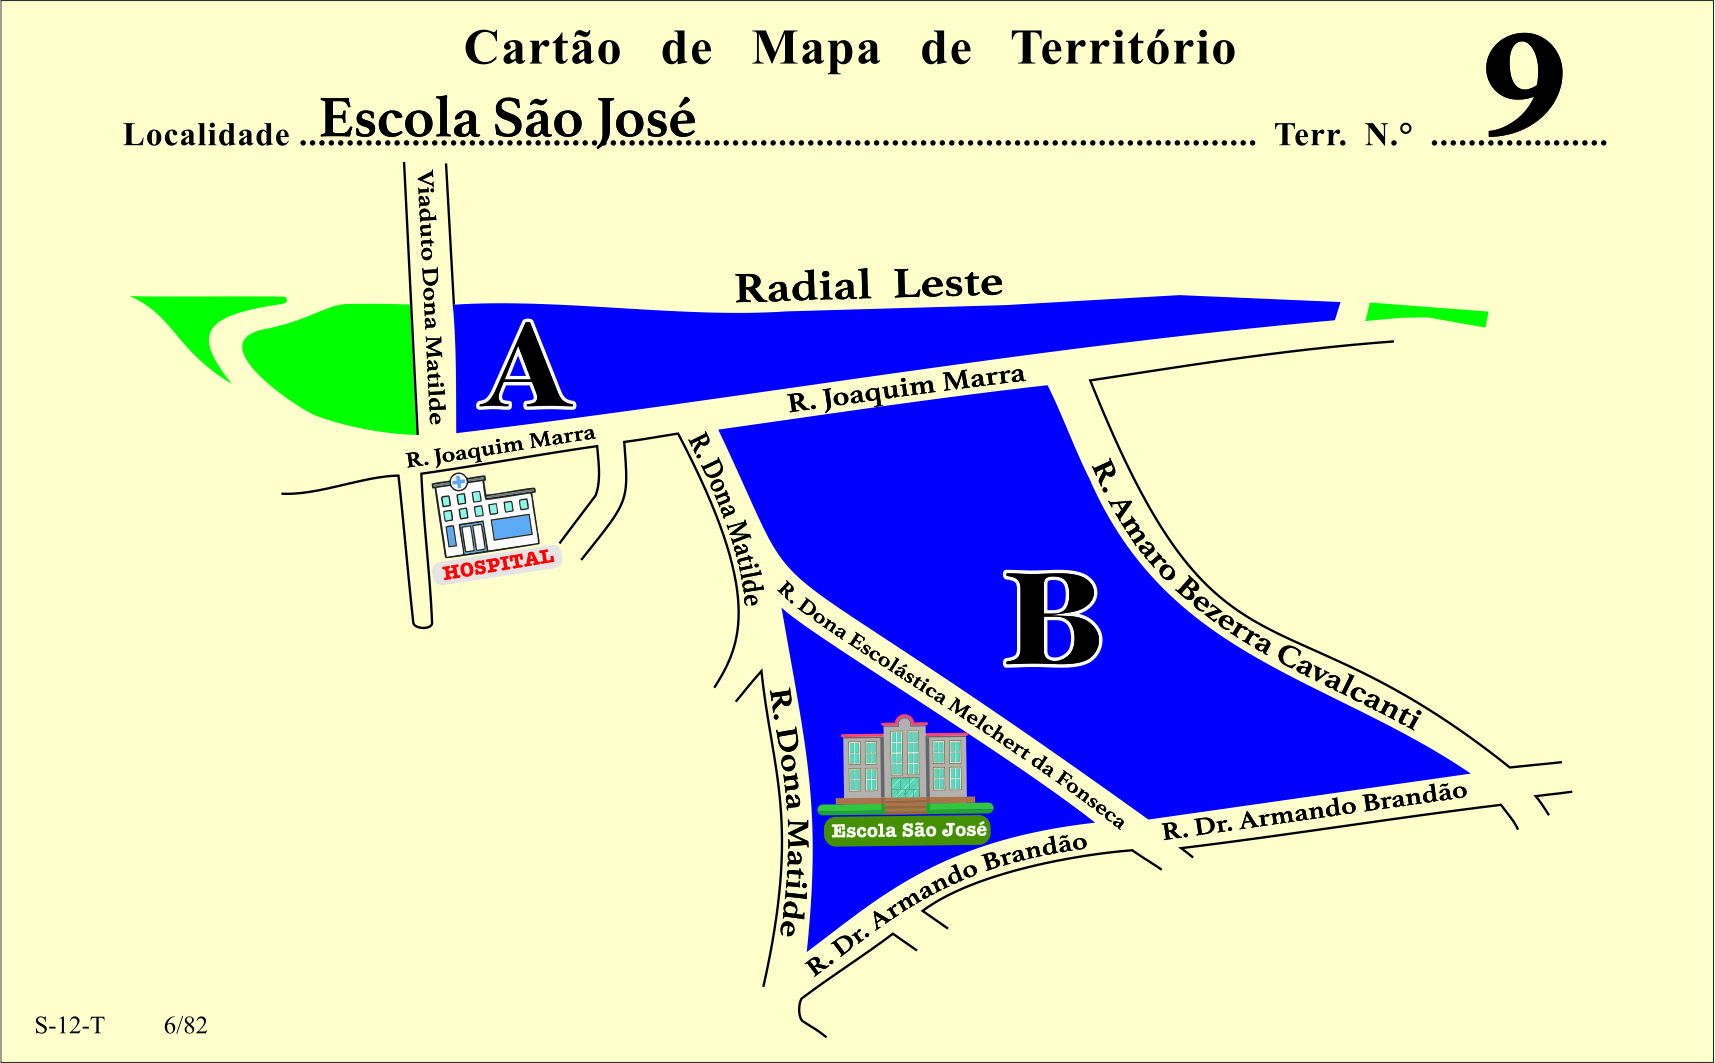 Cartão de Mapa de Território
Localidade Escola São José Terr. N.° 9
Viaduto Dona Matilde
Radial Leste
A
R. Joaquim Marra
R. Joaquim Marra
HOSPITAL
R. Dona Matilde
R. Amaro Bezerra Cavalcanti
B
R. Dona Escolástica Melchert da Fonseca
R. Dona Matilde
Escola São José
R. Dr. Armando Brandão
R. Dr. Armando Brandão
S-12-T 6/82